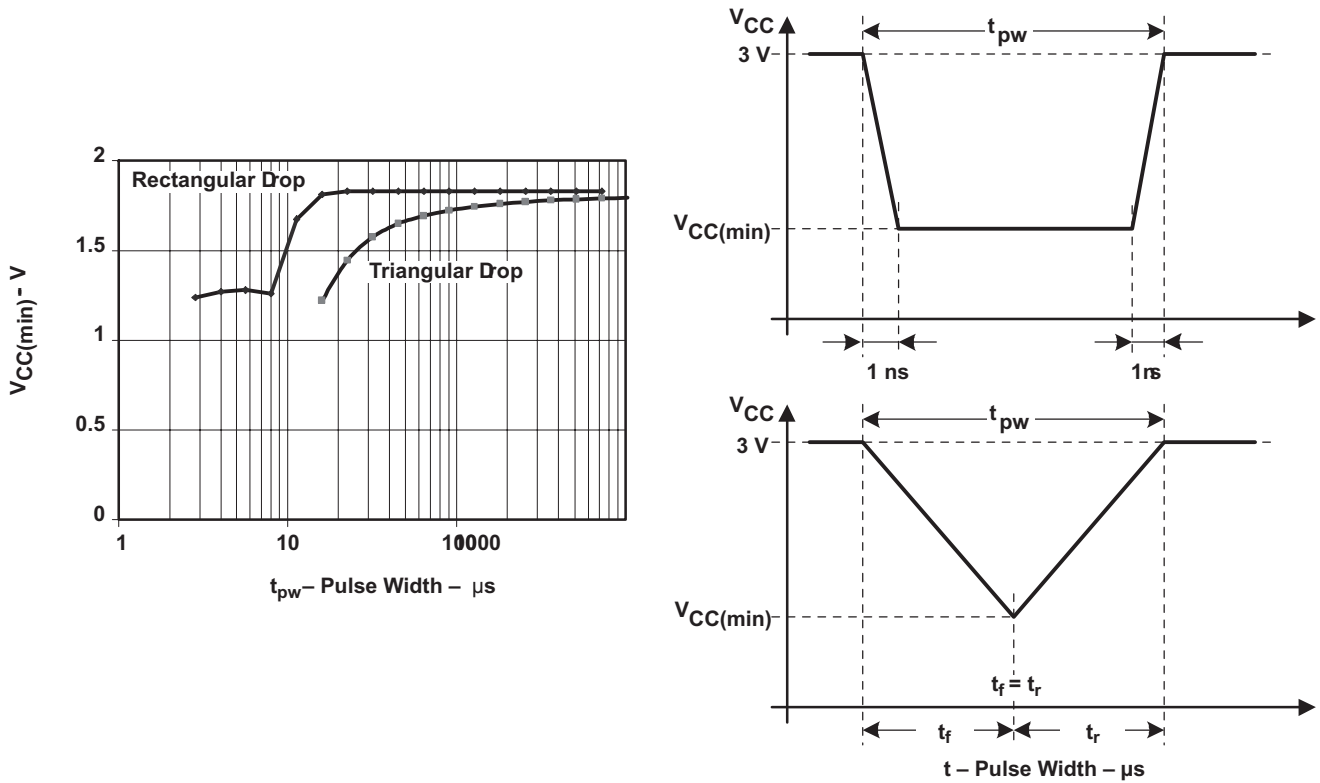 2
Rectangular Drop
1.5
Triangular Drop
1
0.5
0
VCC(min) - V
1
10
10000
tpw– Pulse Width – μs
VCC
3 V
tpw
VCC(min)
1 ns
1ns
VCC
3 V
tpw
VCC(min)
tf = tr
tf
tr
t – Pulse Width – μs